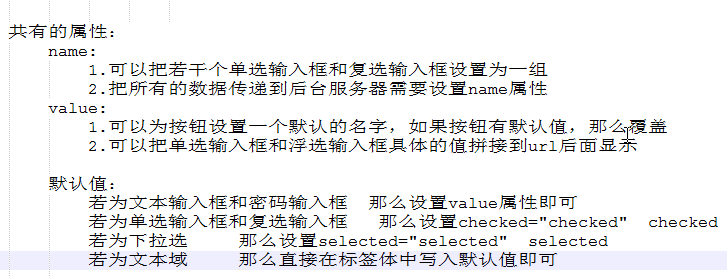 共有的属性:
name:
1.可以把若干个单选输入框和复选输入框设置为一组
2.把所有的数据传递到后台服务器需要设置name属性
value:
1.可以为按钮设置一个默认的名字,如果按钮有默认值,那么覆盖
2.可以把单选输入框和浮选输入框具体的值拼接到url后面显示
默认值:
若为文本输入框和密码输入框 那么设置value属性即可
若为单选输入框和复选输入框 那么设置checked="checked" checked
若为下拉选 那么设置selected="selected" selected
若为文本域 那么直接在标签体中写入默认值即可